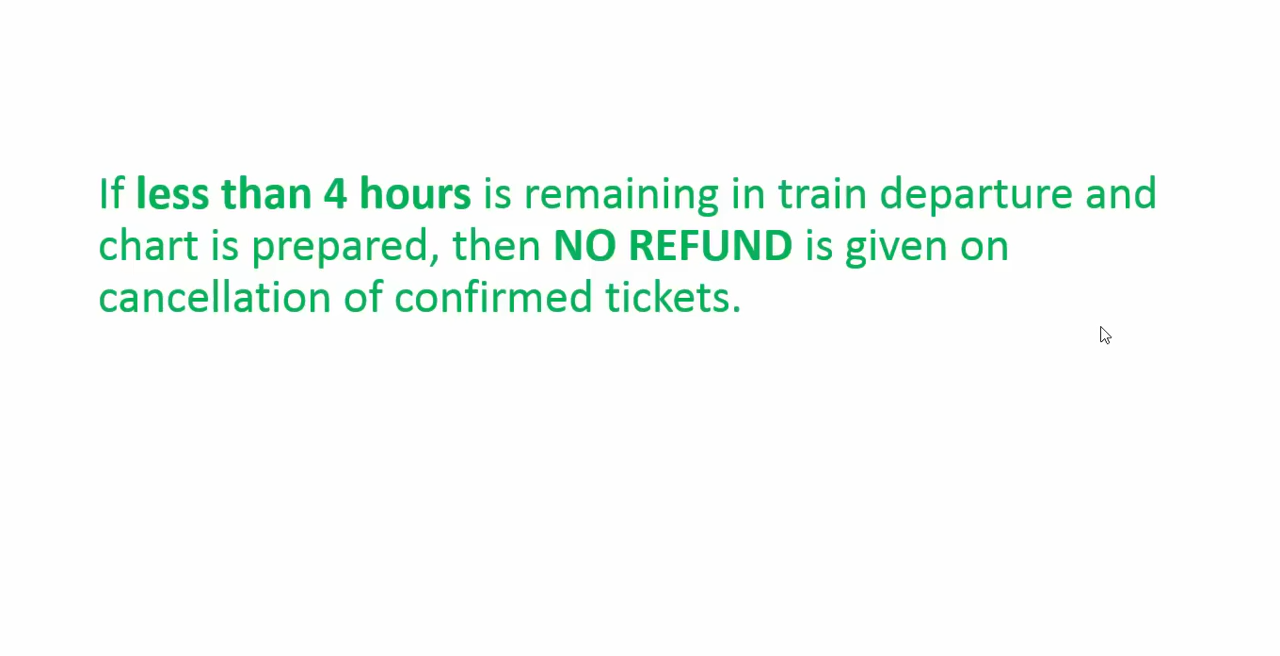 If less than 4 hours is remaining in train departure and
chart is prepared, then NO REFUND is given on
cancellation of confirmed tickets.